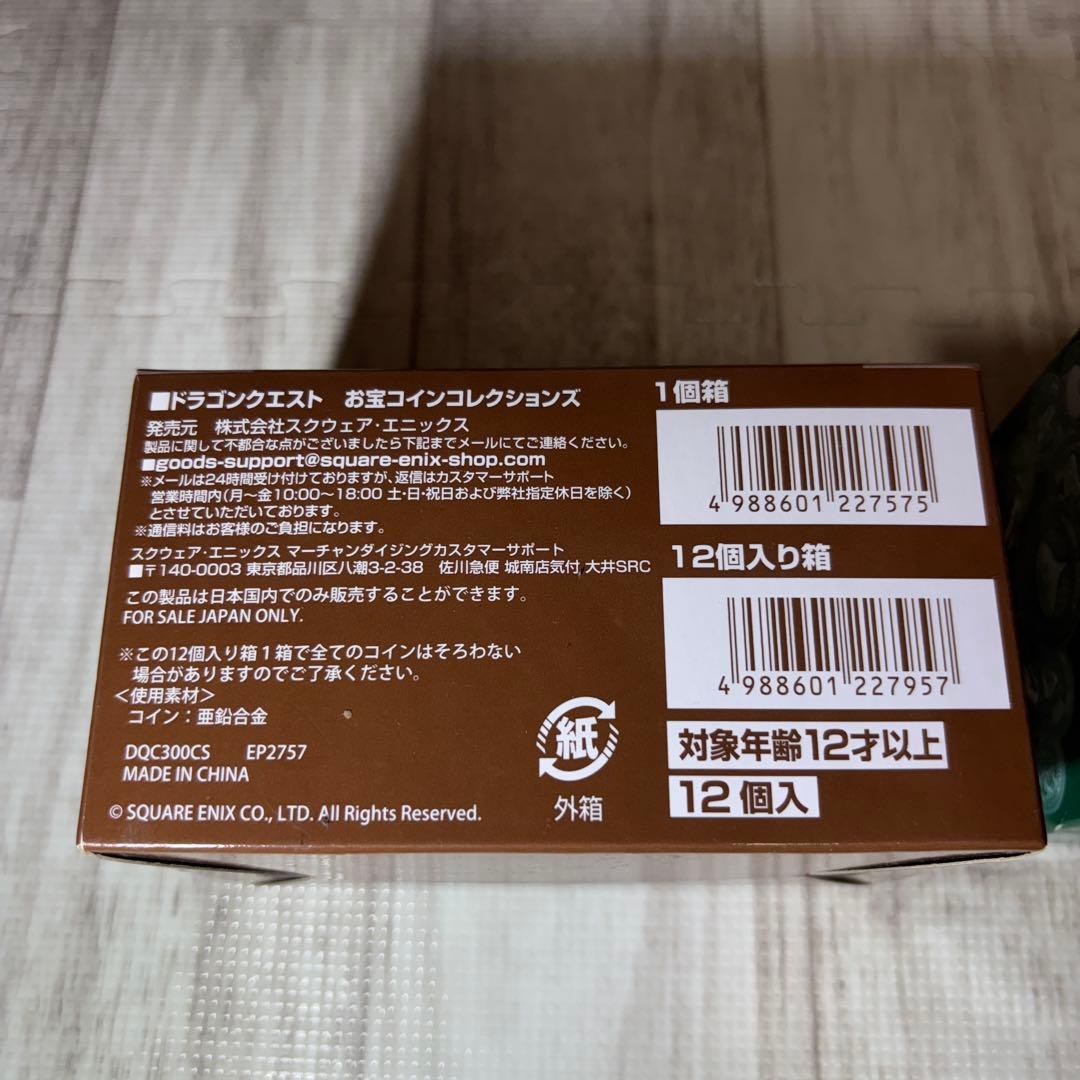 ■ドラゴンクエスト お宝コインコレクションズ
発売元 株式会社スクウェア・エニックス
製品に関して不都合な点がございましたら下記までメールにてご連絡ください。
■goods-support@square-enix-shop.com
※メールは24時間受け付けておりますが、返信はカスタマーサポート
営業時間内(月〜金10:00〜18:00 土・日・祝日および弊社指定休日を除く)
とさせていただいております。
※通信料はお客様のご負担になります。
スクウェア・エニックス マーチャンダイジングカスタマーサポート
■〒140-0003 東京都品川区八潮3-2-38 佐川急便 城南店気付 大井SRC
この製品は日本国内でのみ販売することができます。
FOR SALE JAPAN ONLY.
※この12個入り箱1箱で全てのコインはそろわない
場合がありますのでご了承ください。
<使用素材>
コイン:亜鉛合金
DQC300CS EP2757
MADE IN CHINA
© SQUARE ENIX CO., LTD. All Rights Reserved.
紙
外箱
1個箱
4 988601 227575
12個入り箱
4 988601 227957
対象年齢12才以上
12個入